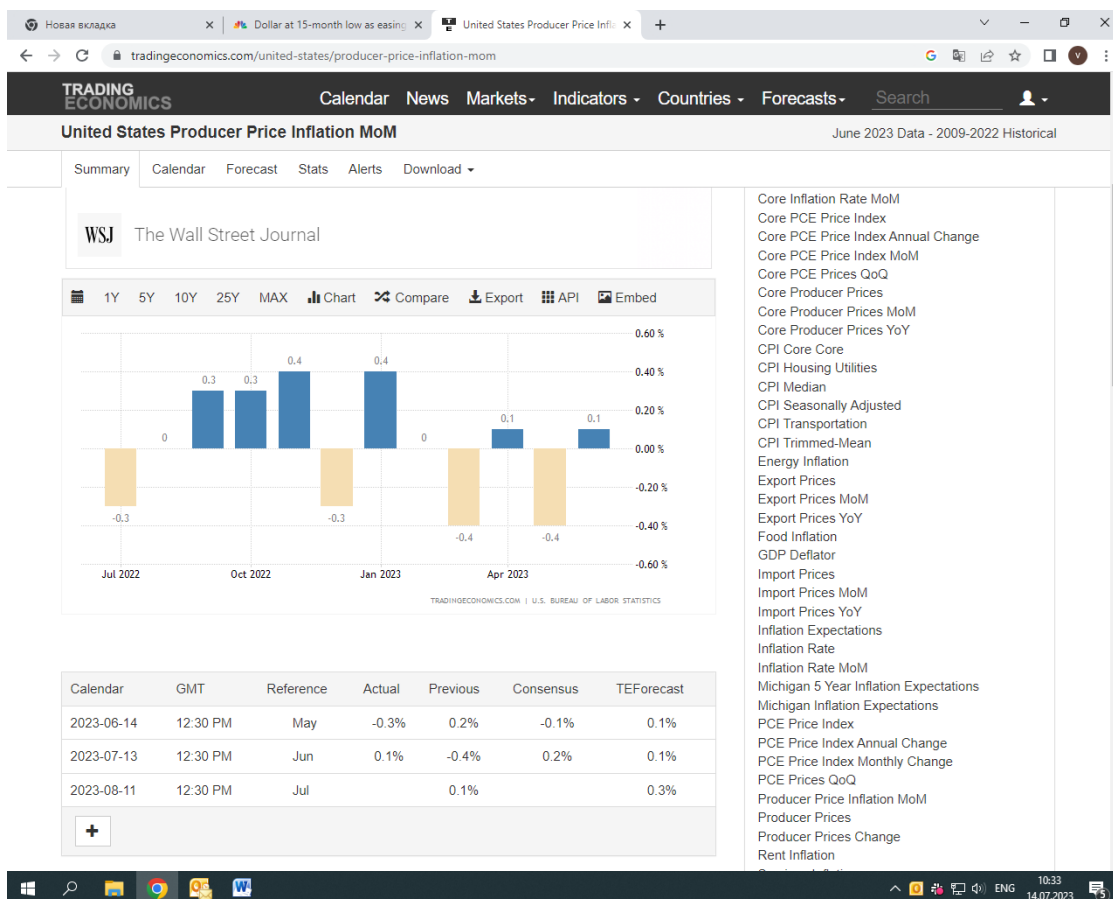 Новая вкладка
Dollar at 15-month low as easing
United States Producer Price Infla
tradingeconomics.com/united-states/producer-price-inflation-mom
TRADING
ECONOMICS
Calendar News Markets Indicators Countries Forecasts Search
United States Producer Price Inflation MoM
June 2023 Data - 2009-2022 Historical
Summary Calendar Forecast Stats Alerts Download
WSJ The Wall Street Journal
1Y 5Y 10Y 25Y MAX Chart Compare Export API Embed
0.60 %
0.40 %
0.20 %
0.00 %
-0.20 %
-0.40 %
-0.60 %
-0.3
0
0.3
0.3
0.4
-0.3
0.4
0
-0.4
0.1
-0.4
0.1
Jul 2022 Oct 2022 Jan 2023 Apr 2023
TRADINGECONOMICS.COM | U.S. BUREAU OF LABOR STATISTICS
Calendar GMT Reference Actual Previous Consensus TEForecast
2023-06-14 12:30 PM May -0.3% 0.2% -0.1% 0.1%
2023-07-13 12:30 PM Jun 0.1% -0.4% 0.2% 0.1%
2023-08-11 12:30 PM Jul 0.1% 0.3%
Core Inflation Rate MoM
Core PCE Price Index
Core PCE Price Index Annual Change
Core PCE Price Index MoM
Core PCE Prices QoQ
Core Producer Prices
Core Producer Prices MoM
Core Producer Prices YoY
CPI Core Core
CPI Housing Utilities
CPI Median
CPI Seasonally Adjusted
CPI Transportation
CPI Trimmed-Mean
Energy Inflation
Export Prices
Export Prices MoM
Export Prices YoY
Food Inflation
GDP Deflator
Import Prices
Import Prices MoM
Import Prices YoY
Inflation Expectations
Inflation Rate
Inflation Rate MoM
Michigan 5 Year Inflation Expectations
Michigan Inflation Expectations
PCE Price Index
PCE Price Index Annual Change
PCE Price Index Monthly Change
PCE Prices QoQ
Producer Price Inflation MoM
Producer Prices
Producer Prices Change
Rent Inflation
ENG
10:33
14.07.2023